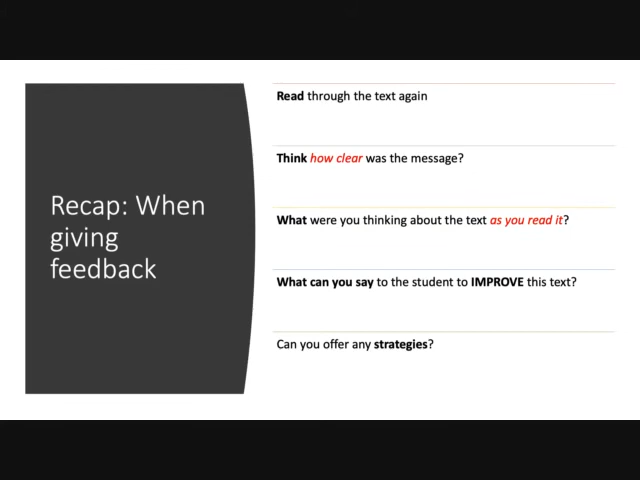 Recap: When
giving
feedback
Read through the text again
Think how clear was the message?
What were you thinking about the text as you read it?
What can you say to the student to IMPROVE this text?
Can you offer any strategies?